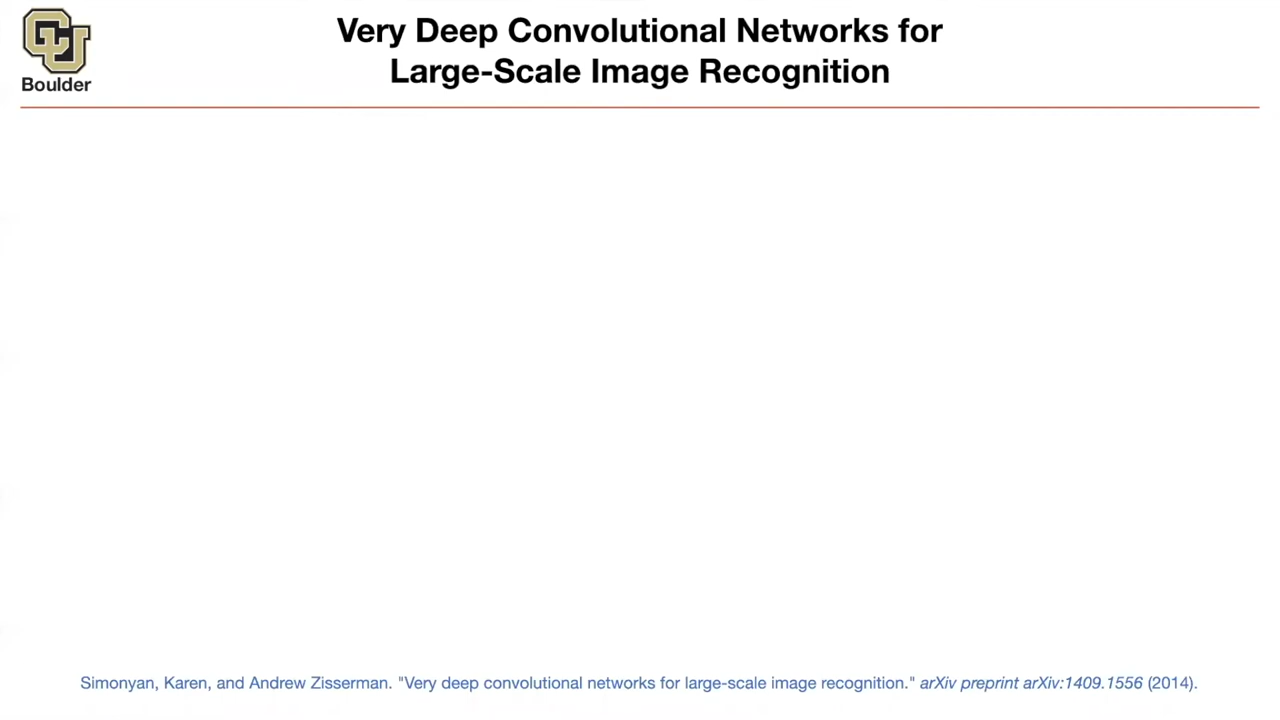 Boulder
Very Deep Convolutional Networks for
Large-Scale Image Recognition
Simonyan, Karen, and Andrew Zisserman. "Very deep convolutional networks for large-scale image recognition." arXiv preprint arXiv:1409.1556 (2014).